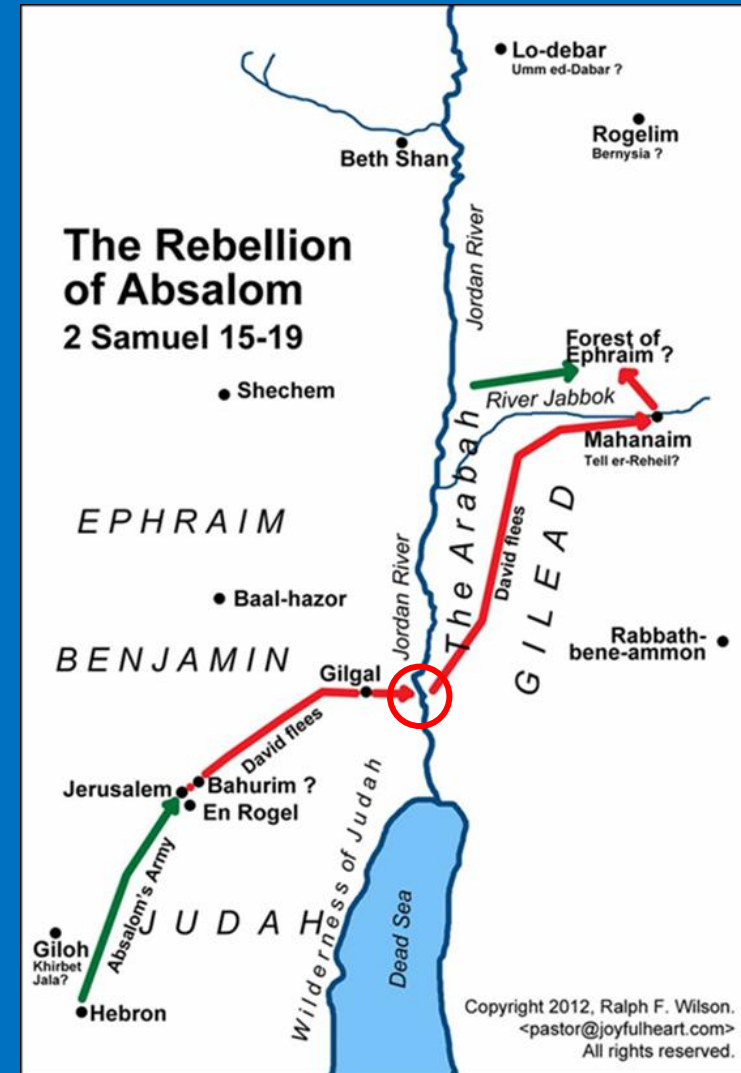 Lo-debar
Umm ed-Dabar ?
Rogelim
Bernysia ?
Beth Shan
Jordan River
The Rebellion
of Absalom
2 Samuel 15-19
Forest of
Ephraim ?
River Jabbok
Shechem
Mahanaim
Tell er-Reheil?
The Arabah
David flees
GILEAD
EPHRAIM
Jordan River
Baal-hazor
Rabbath-
bene-ammon
BENJAMIN
Gilgal
David flees
Jerusalem
Bahurim ?
En Rogel
Wilderness of Judah
Absalom's Army
JUDAH
Dead Sea
Giloh
Khirbet
Jala?
Hebron
Copyright 2012, Ralph F. Wilson.
<pastor@joyfulheart.com>
All rights reserved.